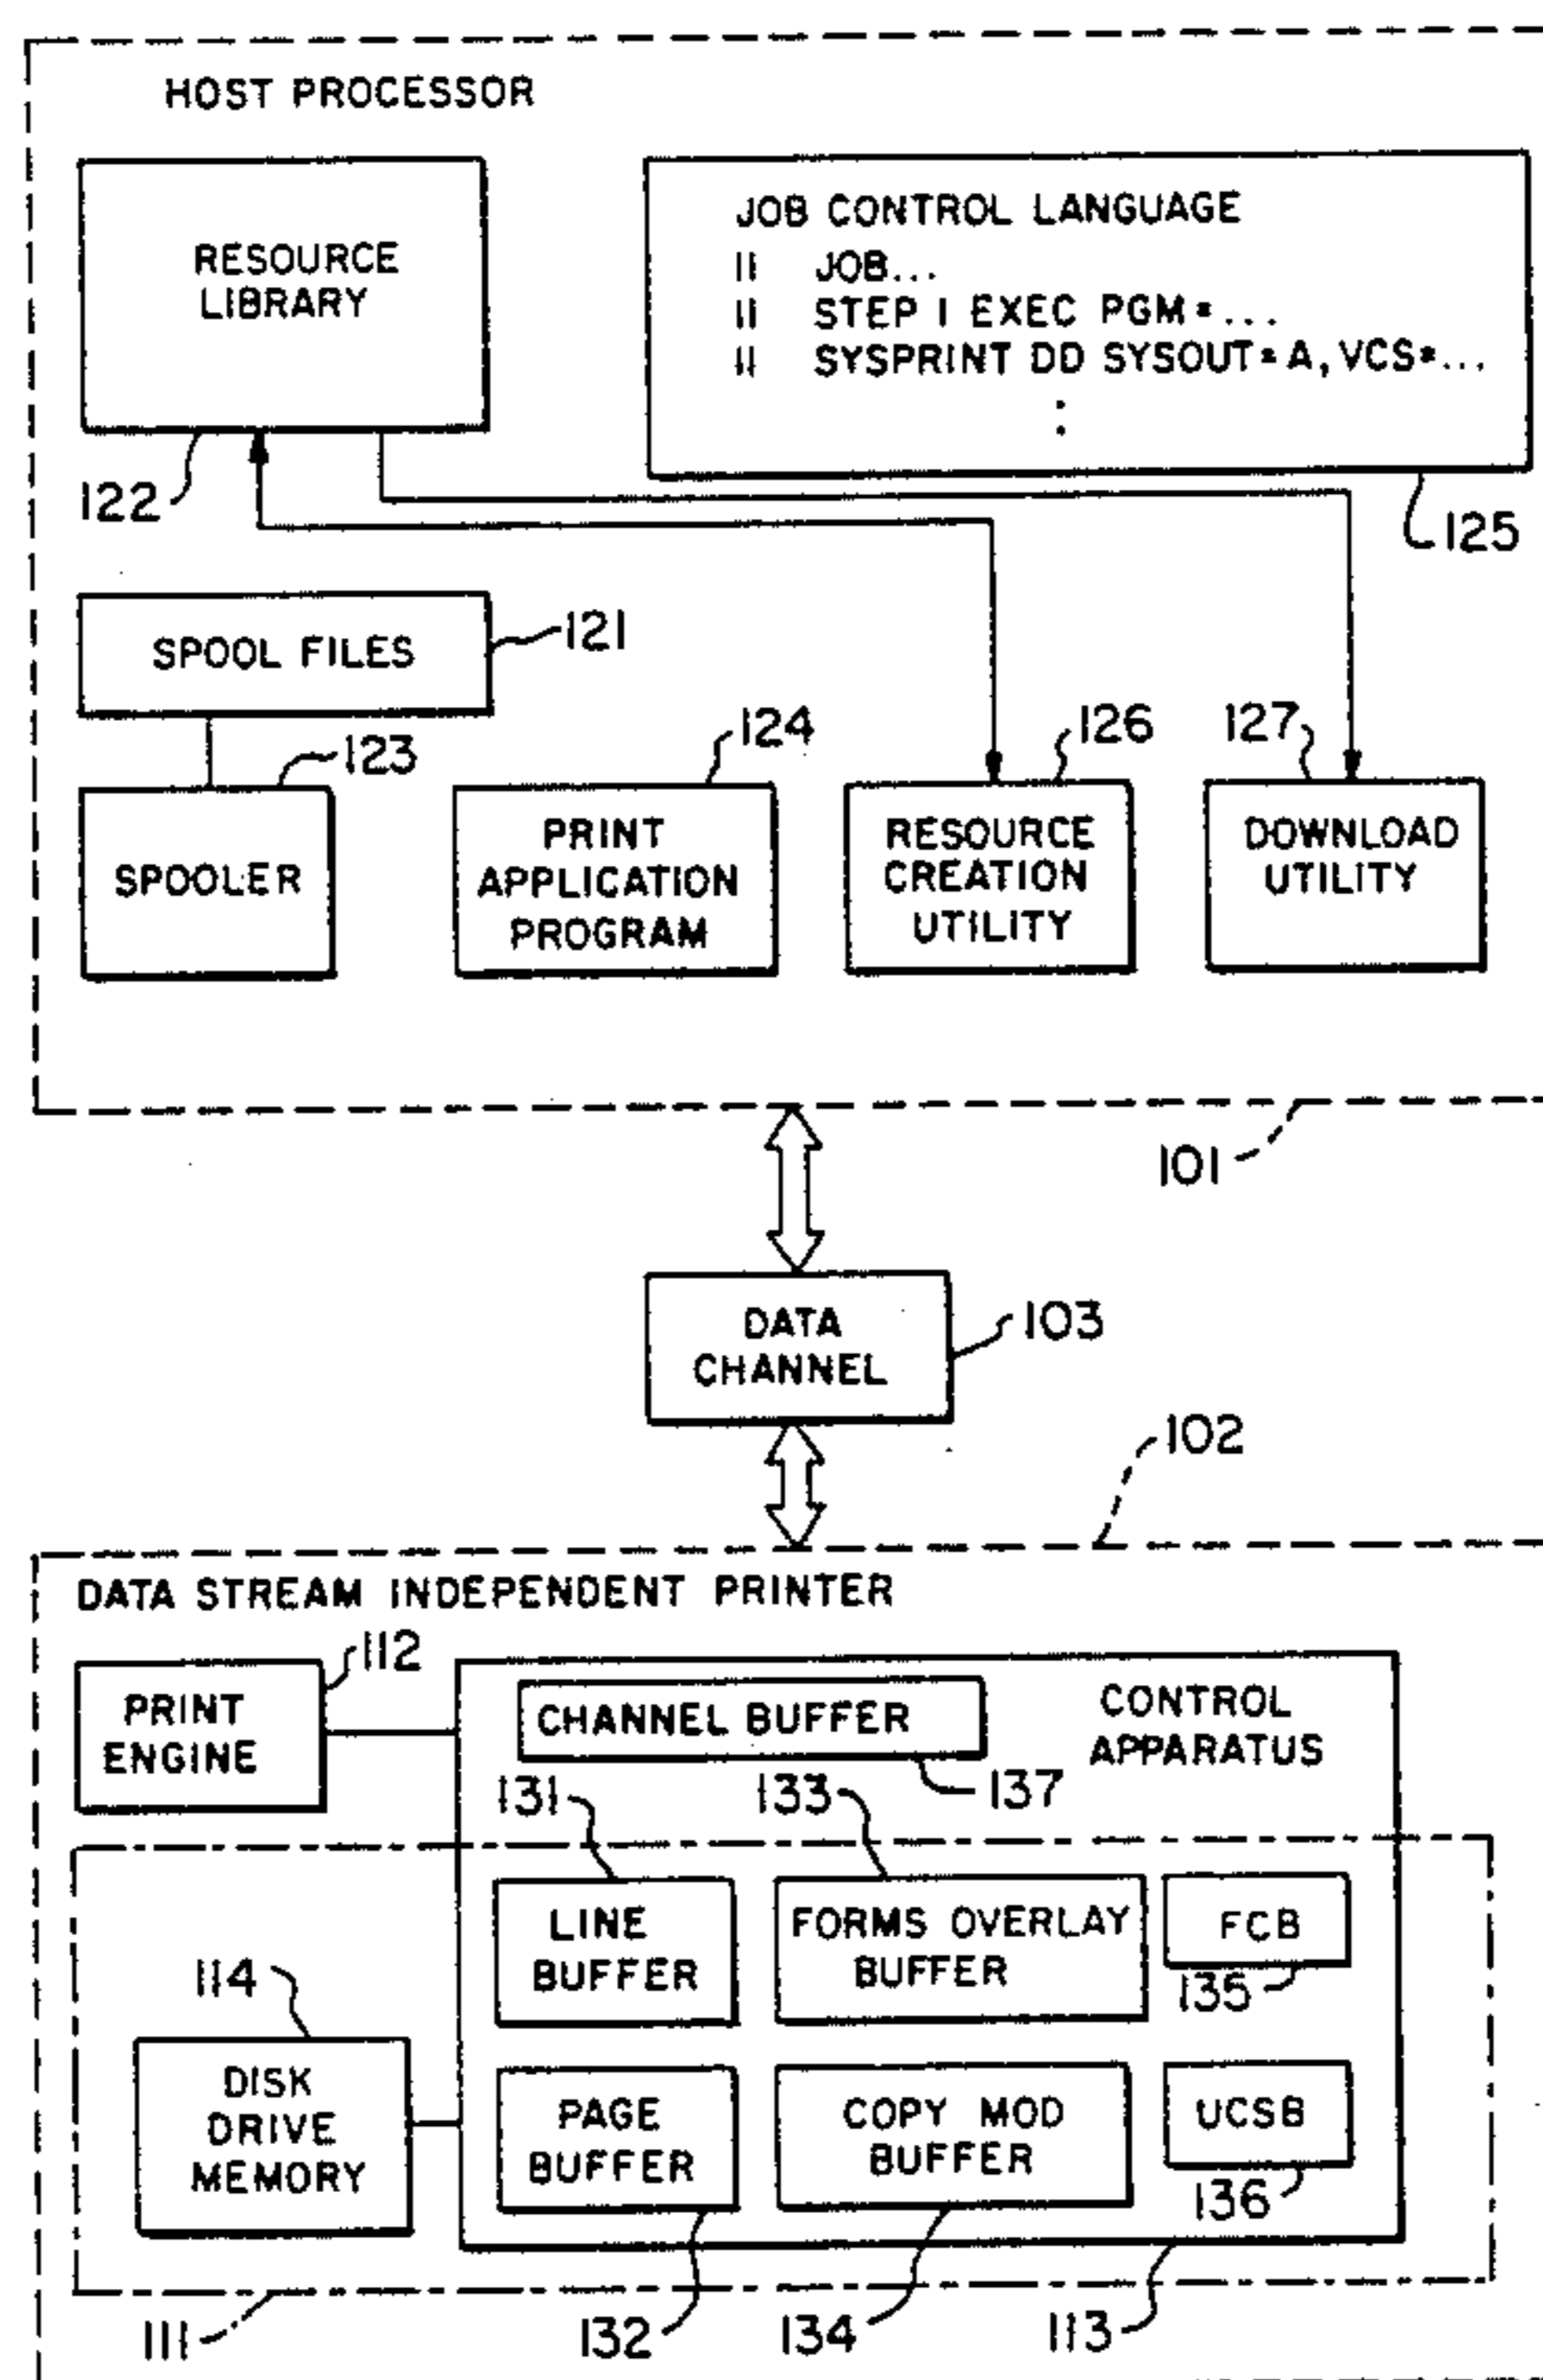 HOST PROCESSOR
RESOURCE
LIBRARY
122
JOB CONTROL LANGUAGE
|| JOB...
|| STEP I EXEC PGM=...
|| SYSPRINT DD SYSOUT=A, VCS=...
:
125
SPOOL FILES
121
SPOOLER
123
PRINT
APPLICATION
PROGRAM
124
RESOURCE
CREATION
UTILITY
126
DOWNLOAD
UTILITY
127
101
DATA
CHANNEL
103
102
DATA STREAM INDEPENDENT PRINTER
PRINT
ENGINE
112
CONTROL
APPARATUS
CHANNEL BUFFER
137
131
LINE
BUFFER
133
FORMS OVERLAY
BUFFER
FCB
135
114
DISK
DRIVE
MEMORY
PAGE
BUFFER
COPY MOD
BUFFER
UCSB
136
111
132
134
113